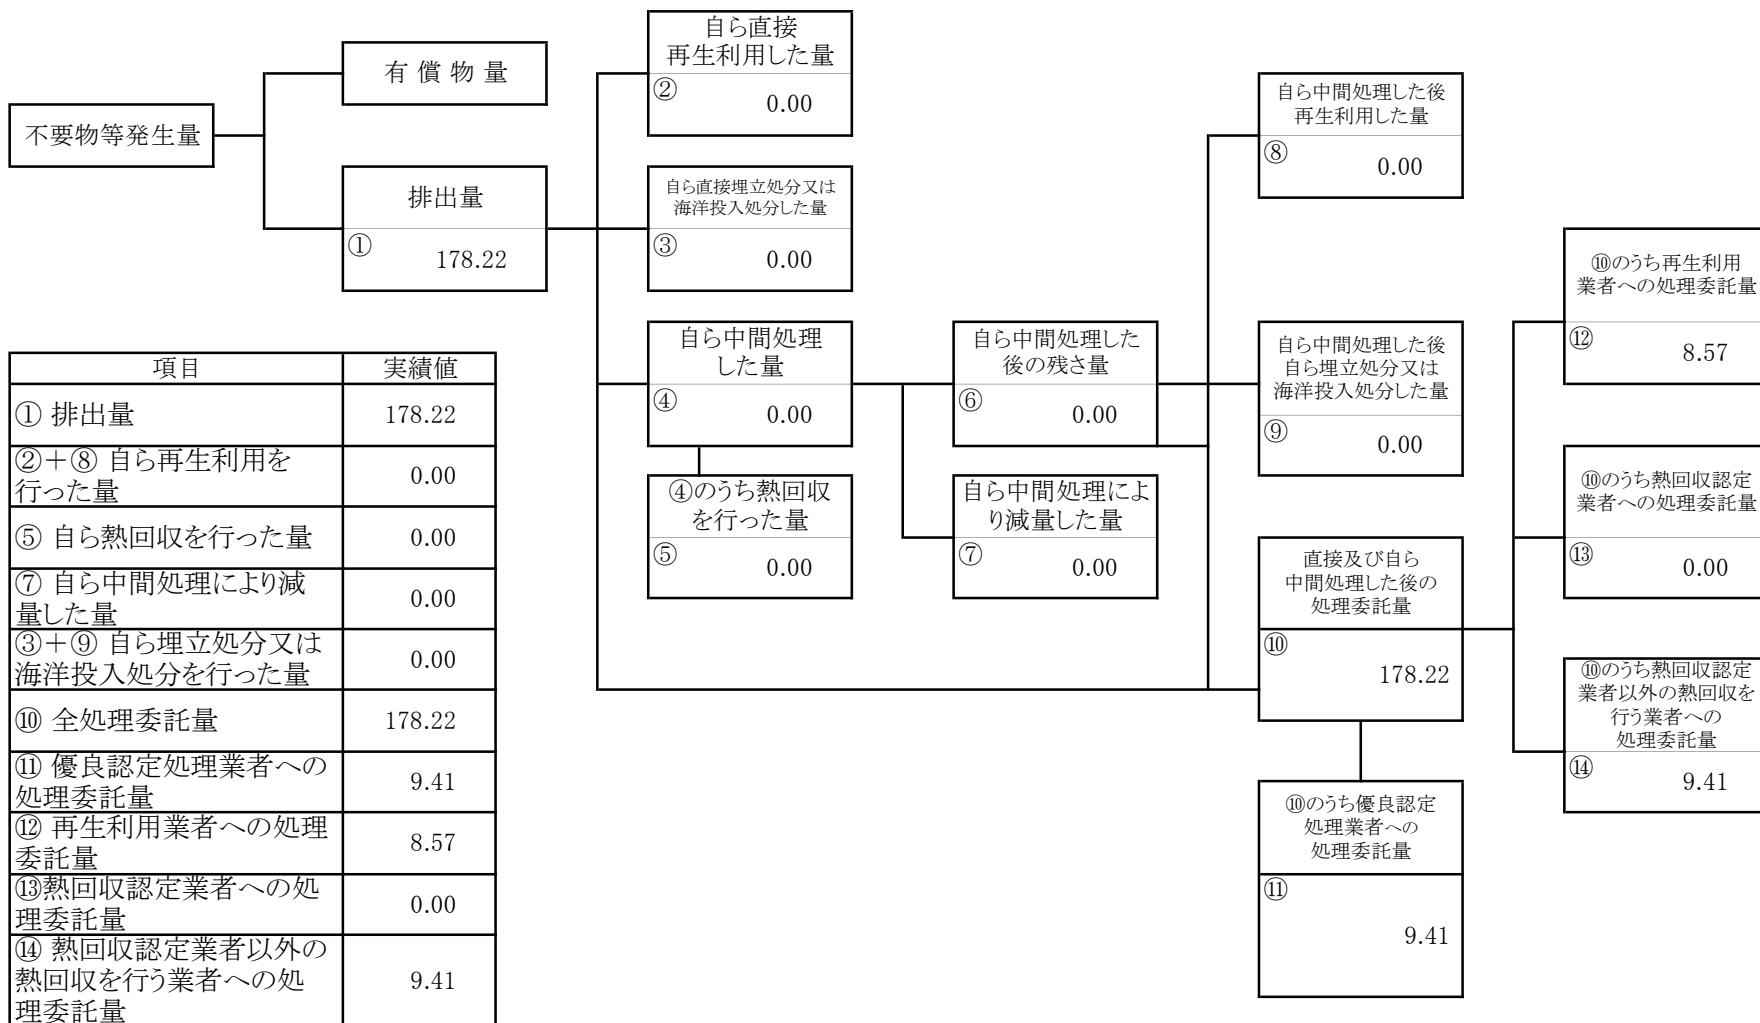 不要物等発生量
有 償 物 量
排出量
①
178.22
自ら直接
再生利用した量
②
0.00
自ら直接埋立処分又は
海洋投入処分した量
③
0.00
自ら中間処理
した量
④
0.00
④のうち熱回収
を行った量
⑤
0.00
自ら中間処理した
後の残さ量
⑥
0.00
自ら中間処理によ
り減量した量
⑦
0.00
自ら中間処理した後
再生利用した量
⑧
0.00
自ら中間処理した後
自ら埋立処分又は
海洋投入処分した量
⑨
0.00
直接及び自ら
中間処理した後の
処理委託量
⑩
178.22
⑩のうち優良認定
処理業者への
処理委託量
⑪
9.41
⑩のうち再生利用
業者への処理委託量
⑫
8.57
⑩のうち熱回収認定
業者への処理委託量
⑬
0.00
⑩のうち熱回収認定
業者以外の熱回収を
行う業者への
処理委託量
⑭
9.41
項目 実績値
① 排出量 178.22
②＋⑧ 自ら再生利用を
行った量 0.00
⑤ 自ら熱回収を行った量 0.00
⑦ 自ら中間処理により減
量した量 0.00
③＋⑨ 自ら埋立処分又は
海洋投入処分を行った量 0.00
⑩ 全処理委託量 178.22
⑪ 優良認定処理業者への
処理委託量 9.41
⑫ 再生利用業者への処理
委託量 8.57
⑬熱回収認定業者への処
理委託量 0.00
⑭ 熱回収認定業者以外の
熱回収を行う業者への処
理委託量 9.41